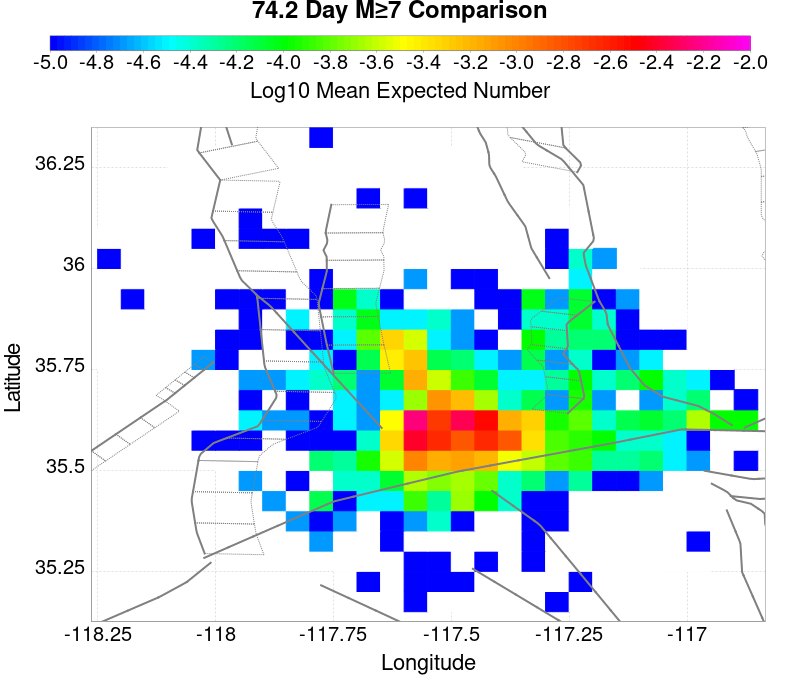 74.2 Day M≥7 Comparison
-5.0 -4.8 -4.6 -4.4 -4.2 -4.0 -3.8 -3.6 -3.4 -3.2 -3.0 -2.8 -2.6 -2.4 -2.2 -2.0
Log10 Mean Expected Number
36.25
36
35.75
35.5
35.25
Latitude
-118.25 -118 -117.75 -117.5 -117.25 -117
Longitude